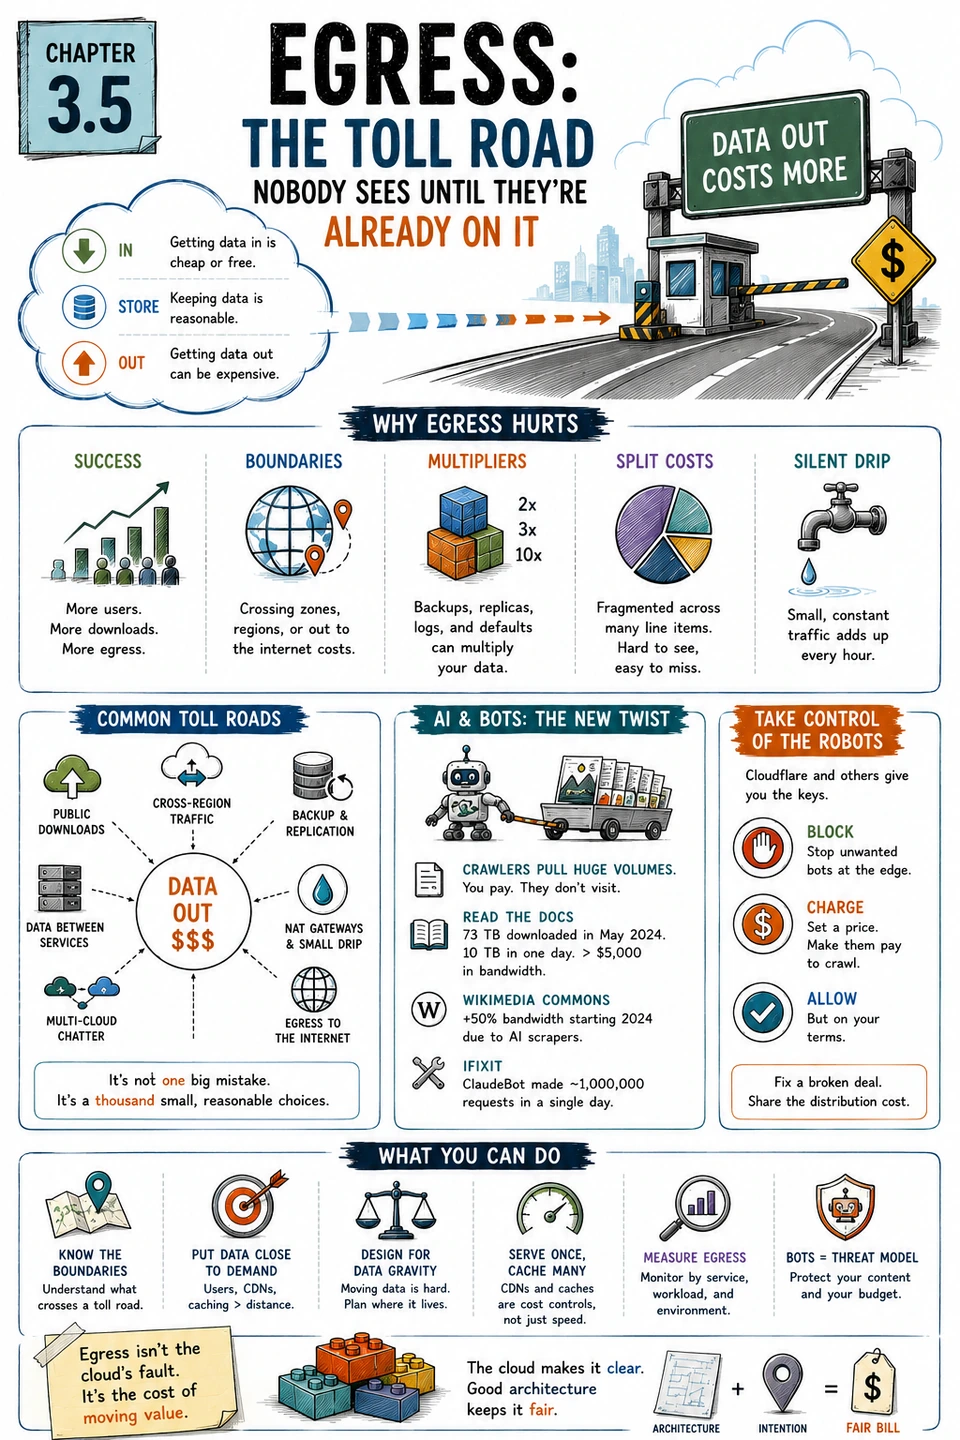 CHAPTER
3.5
EGRESS:
THE TOLL ROAD
NOBODY SEES UNTIL THEY'RE
ALREADY ON IT
DATA OUT
COSTS MORE
$
IN
Getting data in is
cheap or free.
STORE
Keeping data is
reasonable.
OUT
Getting data out
can be expensive.
WHY EGRESS HURTS
SUCCESS
More users.
More downloads.
More egress.
BOUNDARIES
Crossing zones,
regions, or out to
the internet costs.
MULTIPLIERS
2x
3x
10x
Backups, replicas,
logs, and defaults
can multiply
your data.
SPLIT COSTS
Fragmented across
many line items.
Hard to see,
easy to miss.
SILENT DRIP
Small, constant
traffic adds up
every hour.
COMMON TOLL ROADS
PUBLIC
DOWNLOADS
CROSS-REGION
TRAFFIC
BACKUP &
REPLICATION
DATA BETWEEN
SERVICES
DATA
OUT
$$$
NAT GATEWAYS
& SMALL DRIP
MULTI-CLOUD
CHATTER
EGRESS TO
THE INTERNET
It's not one big mistake.
It's a thousand small, reasonable choices.
AI & BOTS: THE NEW TWIST
CRAWLERS PULL HUGE VOLUMES.
You pay. They don't visit.
READ THE DOCS
73 TB downloaded in May 2024.
10 TB in one day. > $5,000
in bandwidth.
W
WIKIMEDIA COMMONS
+50% bandwidth starting 2024
due to AI scrapers.
IFIXIT
ClaudeBot made ~1,000,000
requests in a single day.
TAKE CONTROL
OF THE ROBOTS
Cloudflare and others give
you the keys.
BLOCK
Stop unwanted
bots at the edge.
$
CHARGE
Set a price.
Make them pay
to crawl.
ALLOW
But on your
terms.
Fix a broken deal.
Share the distribution cost.
WHAT YOU CAN DO
KNOW THE
BOUNDARIES
Understand what
crosses a toll road.
PUT DATA CLOSE
TO DEMAND
Users, CDNs,
caching > distance.
DESIGN FOR
DATA GRAVITY
Moving data is hard.
Plan where it lives.
SERVE ONCE,
CACHE MANY
CDNs and caches
are cost controls,
not just speed.
MEASURE EGRESS
Monitor by service,
workload, and
environment.
BOTS = THREAT MODEL
Protect your content
and your budget.
Egress isn't the
cloud's fault.
It's the cost of
moving value.
The cloud makes it clear.
Good architecture
keeps it fair.
+
=
$
ARCHITECTURE
INTENTION
FAIR BILL